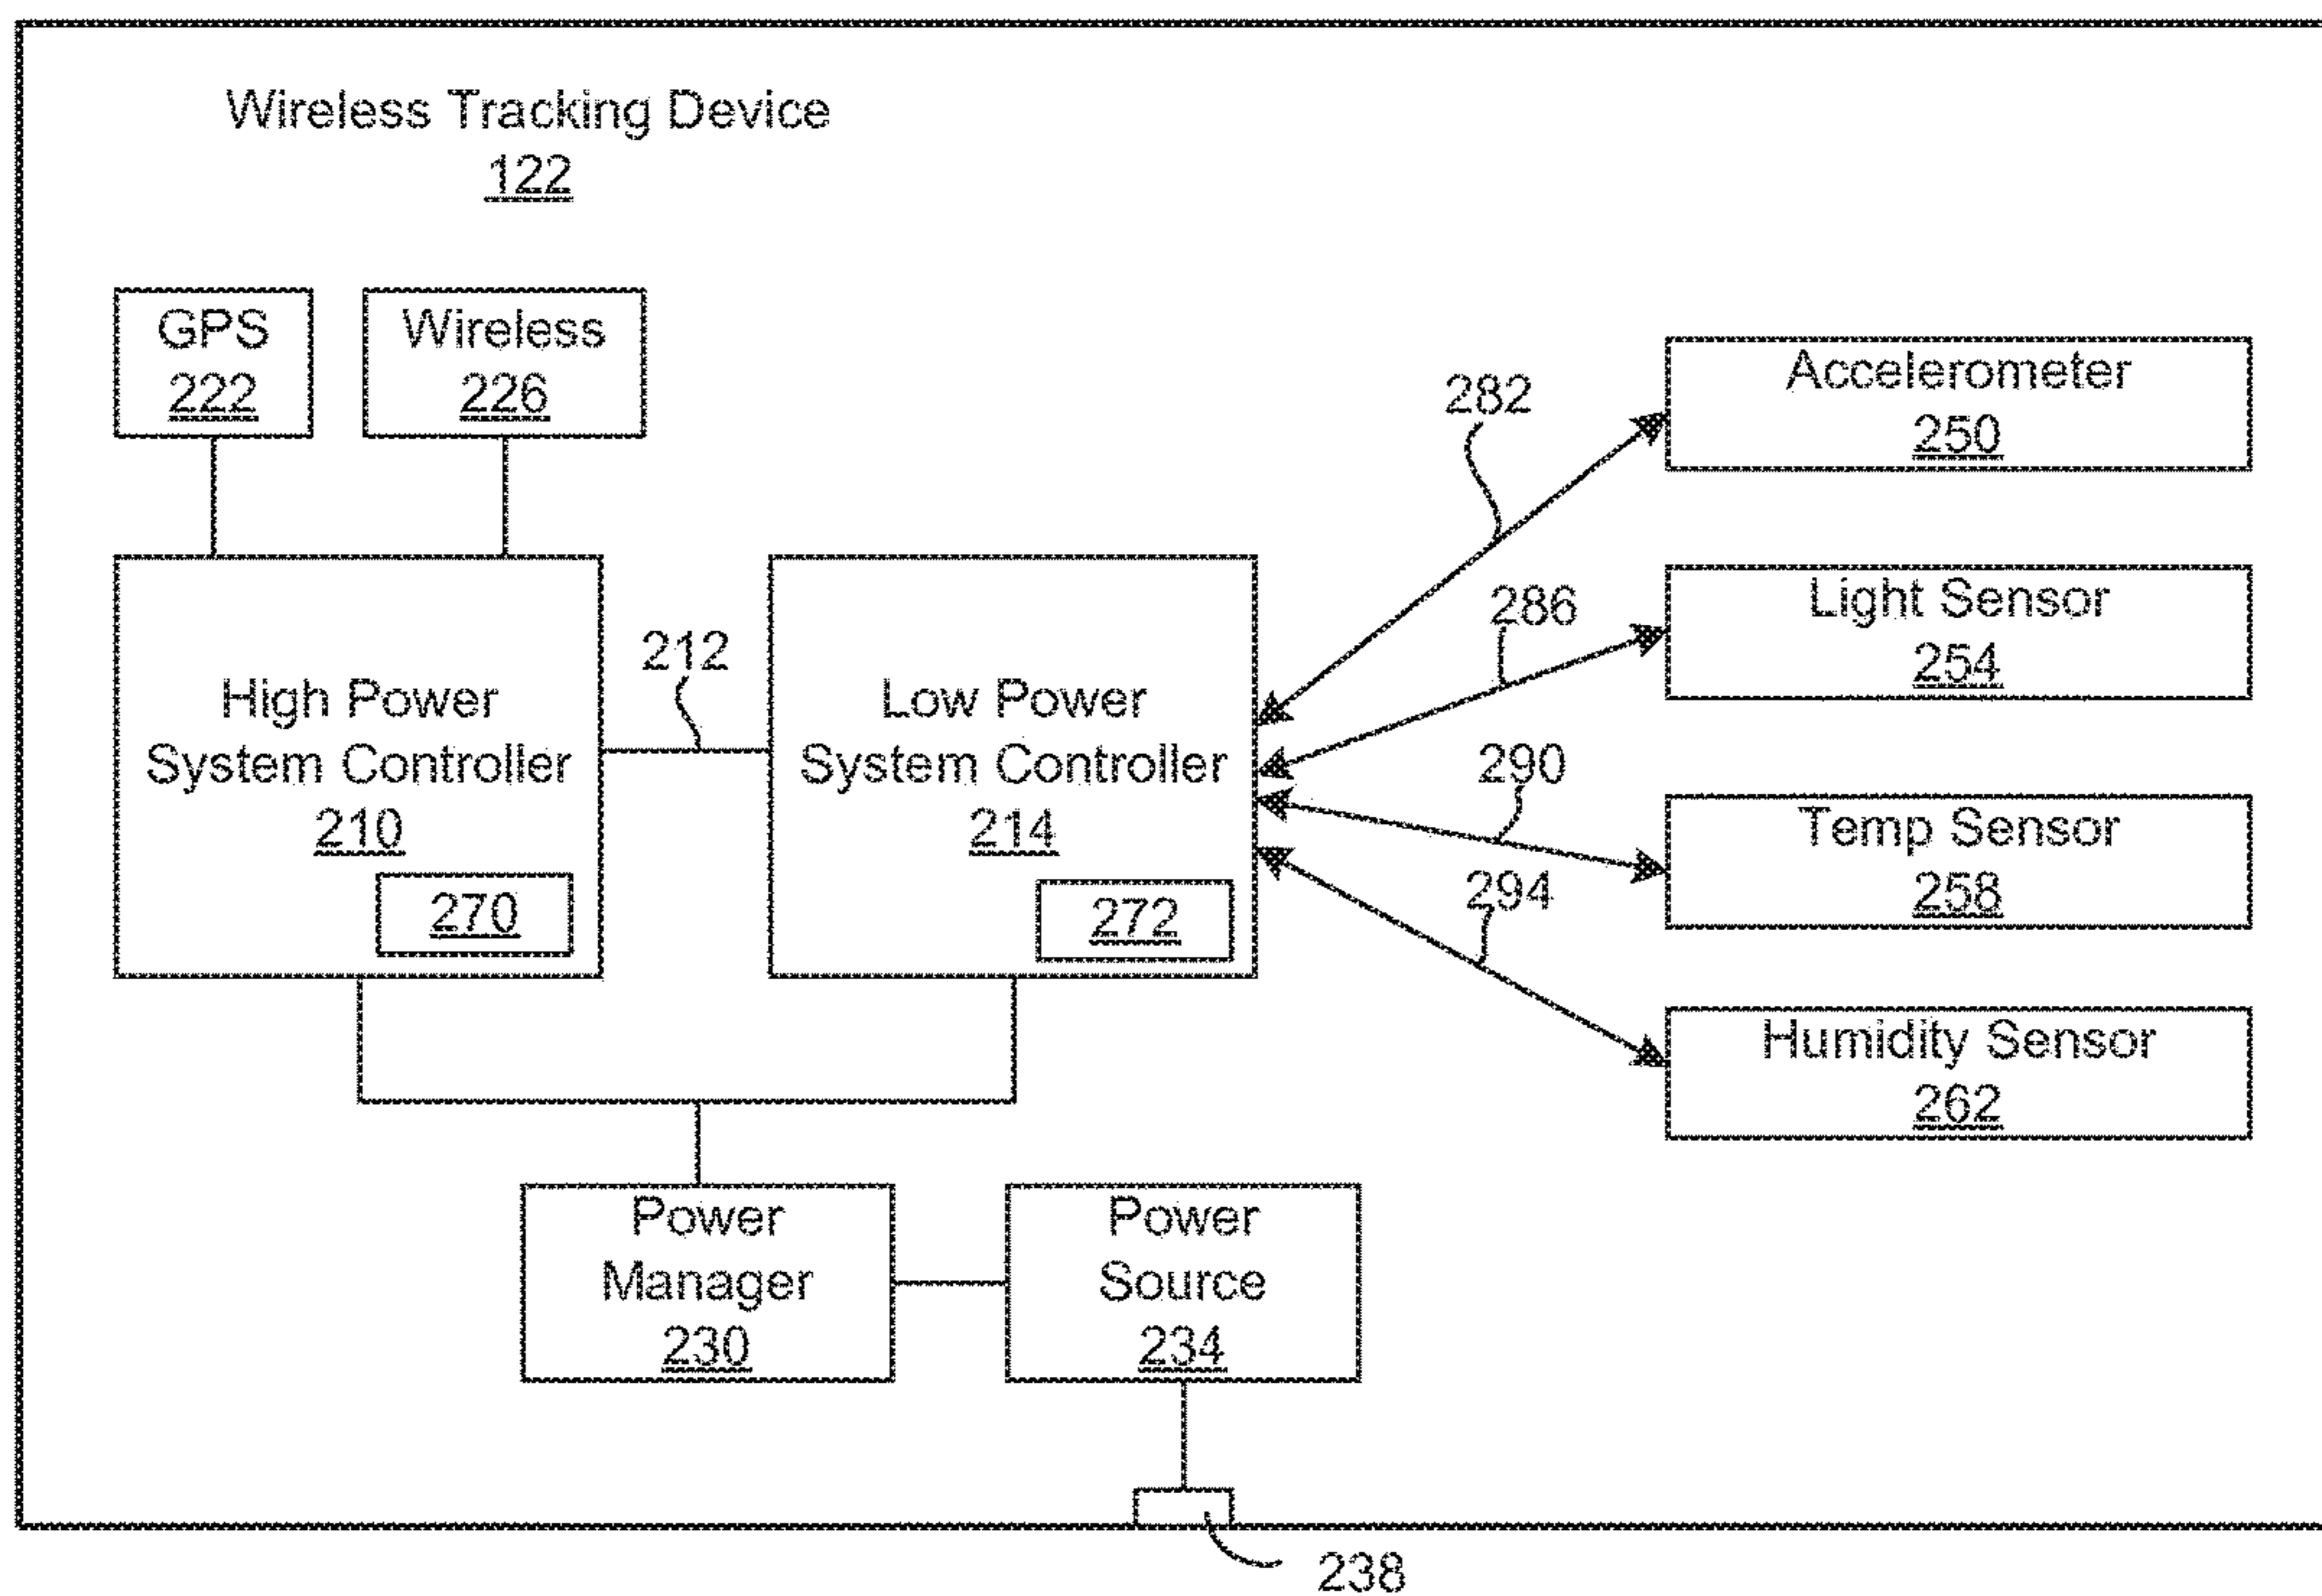 Wireless Tracking Device
122
GPS
222
Wireless
226
282
Accelerometer
250
286
Light Sensor
254
High Power
System Controller
210
270
212
Low Power
System Controller
214
272
290
Temp Sensor
258
294
Humidity Sensor
262
Power
Manager
230
Power
Source
234
238